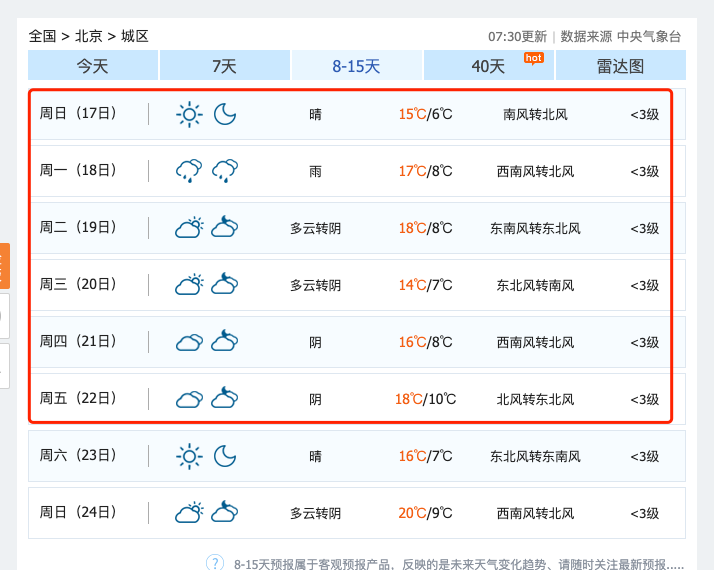 全国 > 北京 > 城区
07:30更新 | 数据来源 中央气象台
今天 7天 8-15天 40天 hot 雷达图
周日（17日） 晴 15℃/6℃ 南风转北风 <3级
周一（18日） 雨 17℃/8℃ 西南风转北风 <3级
周二（19日） 多云转阴 18℃/8℃ 东南风转东北风 <3级
周三（20日） 多云转阴 14℃/7℃ 东北风转南风 <3级
周四（21日） 阴 16℃/8℃ 西南风转北风 <3级
周五（22日） 阴 18℃/10℃ 北风转东北风 <3级
周六（23日） 晴 16℃/7℃ 东北风转东南风 <3级
周日（24日） 多云转阴 20℃/9℃ 西南风转北风 <3级
? 8-15天预报属于客观预报产品，反映的是未来天气变化趋势、请随时关注最新预报.....